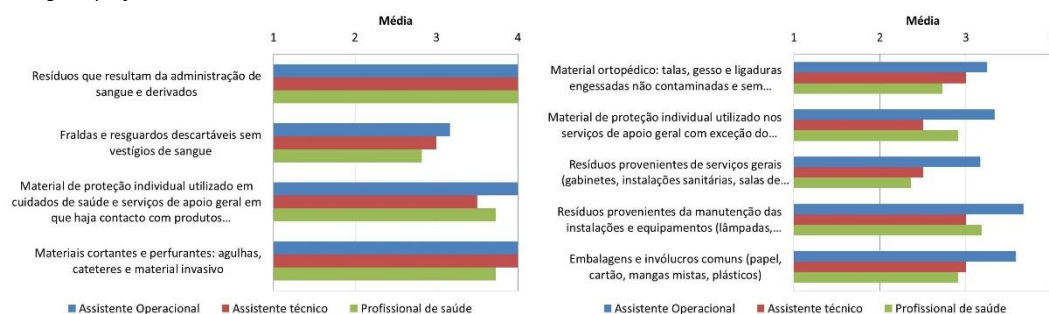 Média
1 2 3 4
Resíduos que resultam da administração de
sangue e derivados
Fraldas e resguardos descartáveis sem
vestígios de sangue
Material de proteção individual utilizado em
cuidados de saúde e serviços de apoio geral em
que haja contacto com produtos…
Materiais cortantes e perfurantes: agulhas,
cateteres e material invasivo
Assistente Operacional Assistente técnico Profissional de saúde
Média
1 2 3
Material ortopédico: talas, gesso e ligaduras
engessadas não contaminadas e sem…
Material de proteção individual utilizado nos
serviços de apoio geral com exceção do…
Resíduos provenientes de serviços gerais
(gabinetes, instalações sanitárias, salas de…
Resíduos provenientes da manutenção das
instalações e equipamentos (lâmpadas,…
Embalagens e invólucros comuns (papel,
cartão, mangas mistas, plásticos)
Assistente Operacional Assistente técnico Profissional de saúde